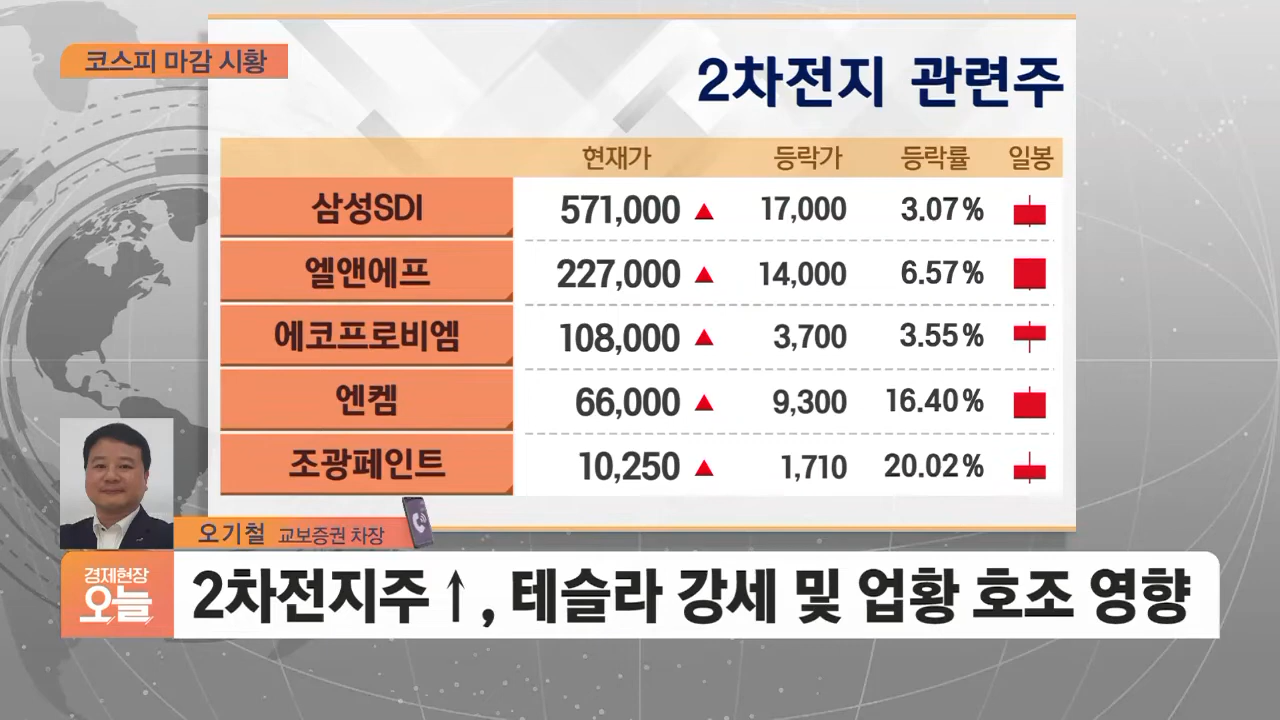 코스피 마감 시황
2차전지 관련주
현재가 등락가 등락률 일봉
삼성SDI 571,000 ▲ 17,000 3.07%
엘앤에프 227,000 ▲ 14,000 6.57%
에코프로비엠 108,000 ▲ 3,700 3.55%
엔켐 66,000 ▲ 9,300 16.40%
조광페인트 10,250 ▲ 1,710 20.02%
오기철 교보증권 차장
경제현장
오늘
2차전지주↑, 테슬라 강세 및 업황 호조 영향